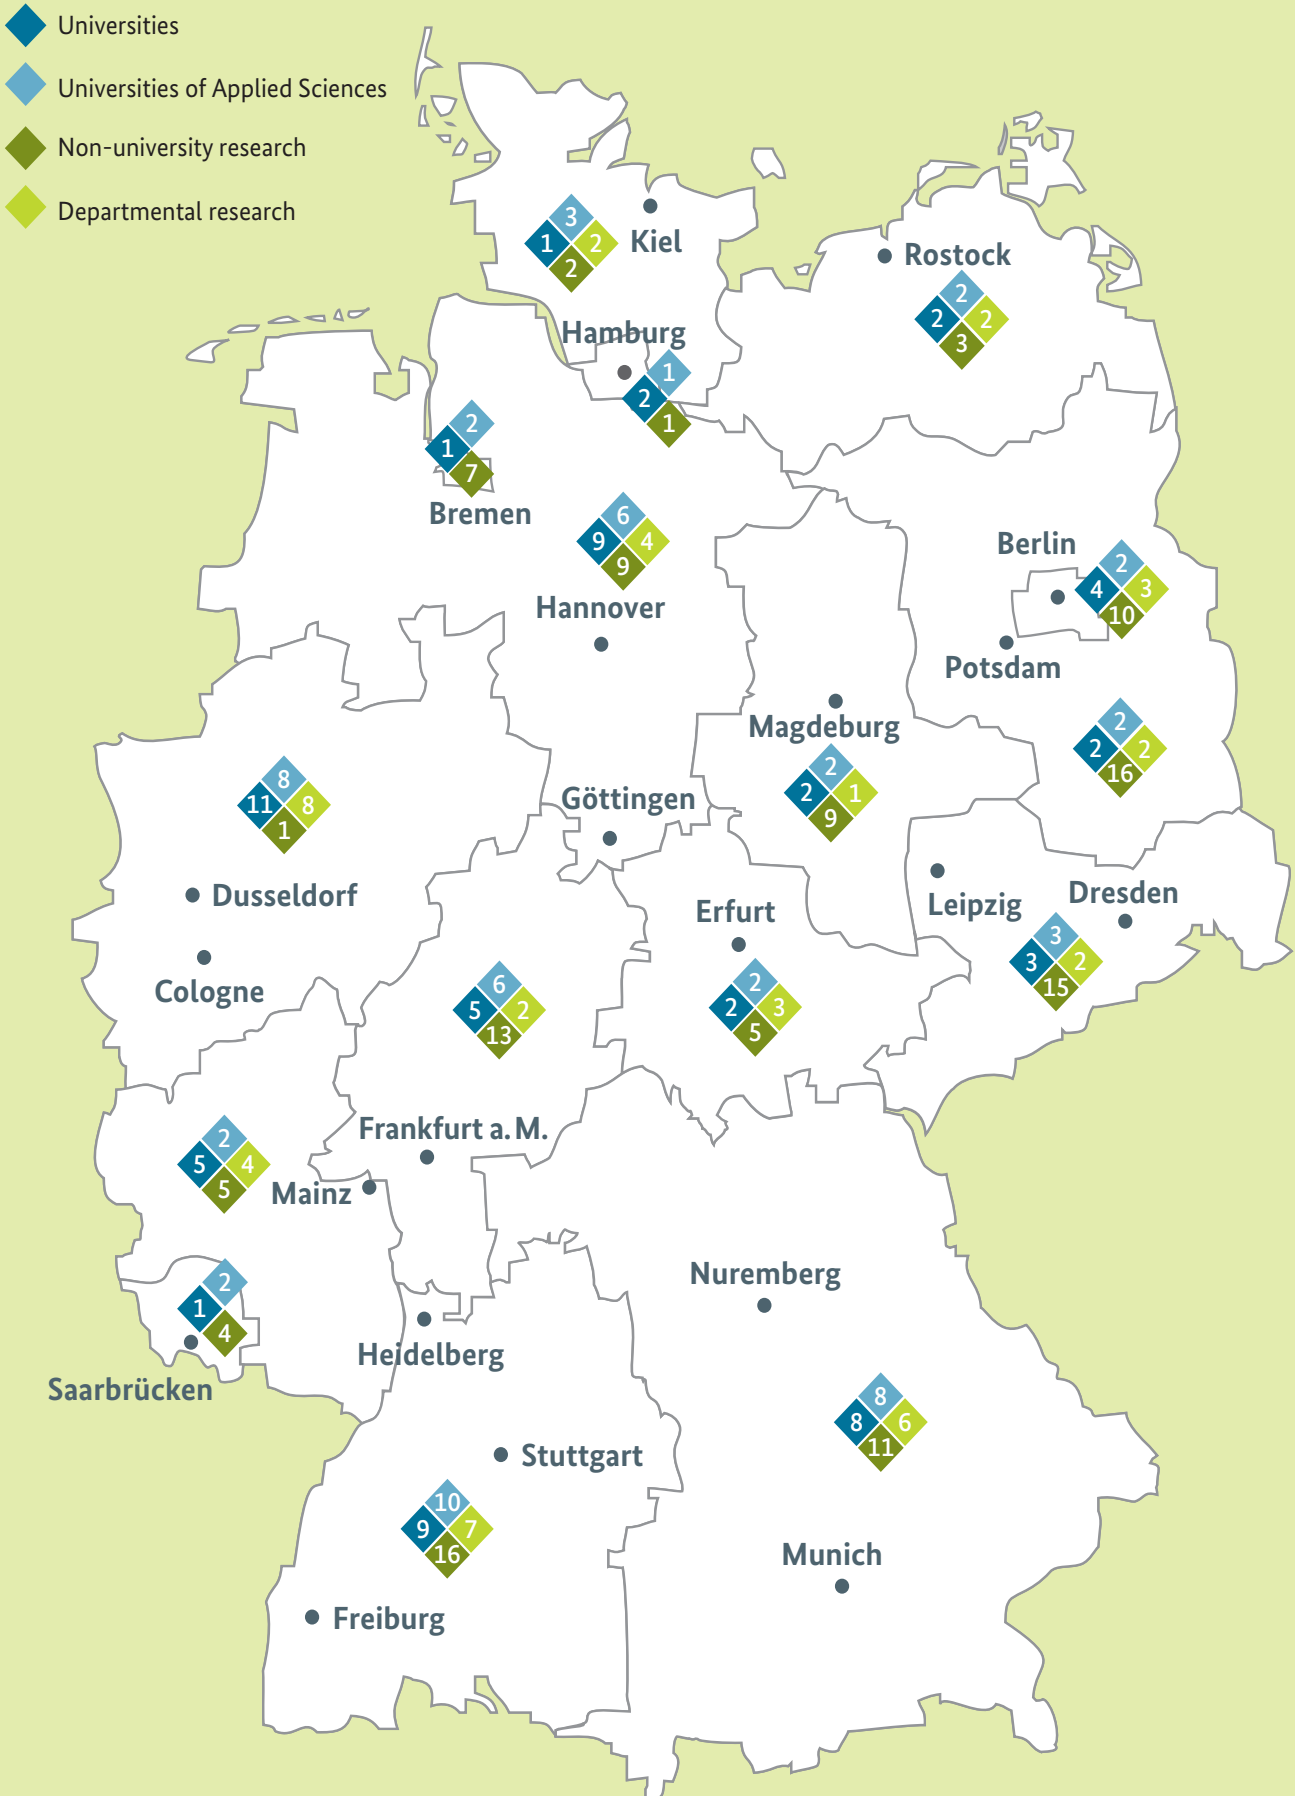 Universities
Universities of Applied Sciences
Non-university research
Departmental research
3
1 2
2
Kiel
Rostock
2
2 2
3
Hamburg
1
2
1
2
1
7
Bremen
6
9 4
9
Hannover
Berlin
2
4 3
10
Potsdam
2
2 2
16
Magdeburg
2
2 1
9
8
11 8
1
Göttingen
Dusseldorf
Cologne
Leipzig
Dresden
3
3 2
15
Erfurt
2
2 3
5
6
5 2
13
Frankfurt a. M.
2
5 4
5
Mainz
2
1
4
Saarbrücken
Heidelberg
Nuremberg
8
8 6
11
Stuttgart
10
9 7
16
Munich
Freiburg